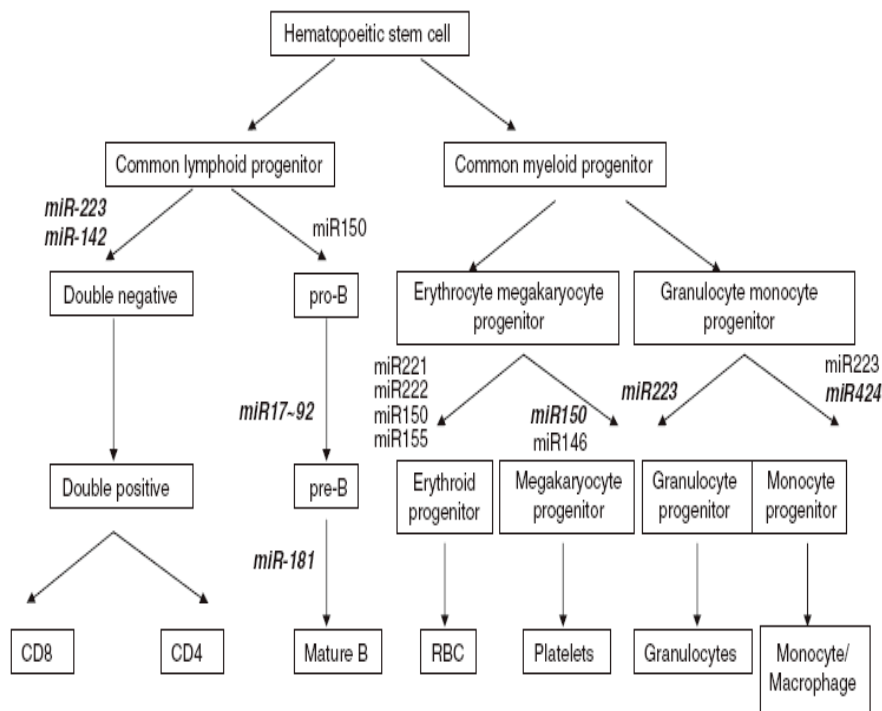 Hematopoeitic stem cell
Common lymphoid progenitor
Common myeloid progenitor
miR-223
miR-142
miR150
Double negative
pro-B
Erythrocyte megakaryocyte
progenitor
Granulocyte monocyte
progenitor
miR17~92
miR221
miR222
miR150
miR155
miR150
miR146
miR223
miR223
miR424
Double positive
pre-B
Erythroid
progenitor
Megakaryocyte
progenitor
Granulocyte
progenitor
Monocyte
progenitor
miR-181
CD8
CD4
Mature B
RBC
Platelets
Granulocytes
Monocyte/
Macrophage